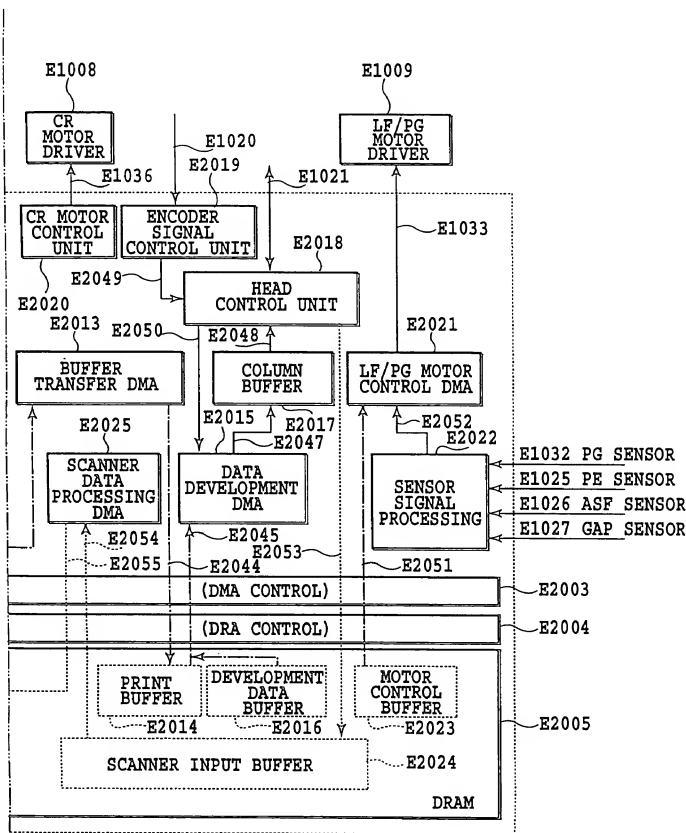 E1008
E1009
CR
MOTOR
DRIVER
LF/PG
MOTOR
DRIVER
E1020
E2019
E1036
E1021
CR MOTOR
CONTROL
UNIT
ENCODER
SIGNAL
CONTROL UNIT
E1033
E2018
E2049
HEAD
CONTROL UNIT
E2020
E2013
E2050
E2048
E2021
BUFFER
TRANSFER DMA
COLUMN
BUFFER
LF/PG MOTOR
CONTROL DMA
E2015
E2017
E2052
E2025
E2047
E2022
SCANNER
DATA
PROCESSING
DMA
DATA
DEVELOPMENT
DMA
SENSOR
SIGNAL
PROCESSING
E1032 PG SENSOR
E1025 PE SENSOR
E1026 ASF SENSOR
E1027 GAP SENSOR
E2045
E2054
E2053
E2055
E2044
E2051
(DMA CONTROL)
E2003
(DRA CONTROL)
E2004
PRINT
BUFFER
DEVELOPMENT
DATA
BUFFER
MOTOR
CONTROL
BUFFER
E2014
E2016
E2023
E2005
SCANNER INPUT BUFFER
E2024
DRAM